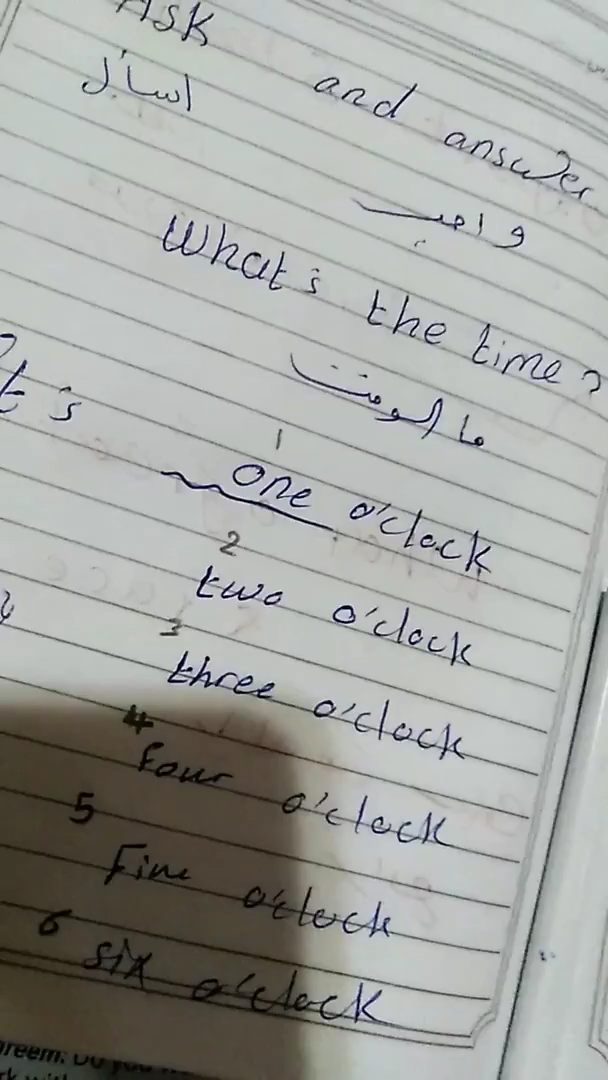 Ask and answer
اسأل
واجب
What's the time?
ما الوقت
It's
1
one o'clock
2
two o'clock
3
three o'clock
4
four o'clock
5
Five o'clock
6
six o'clock